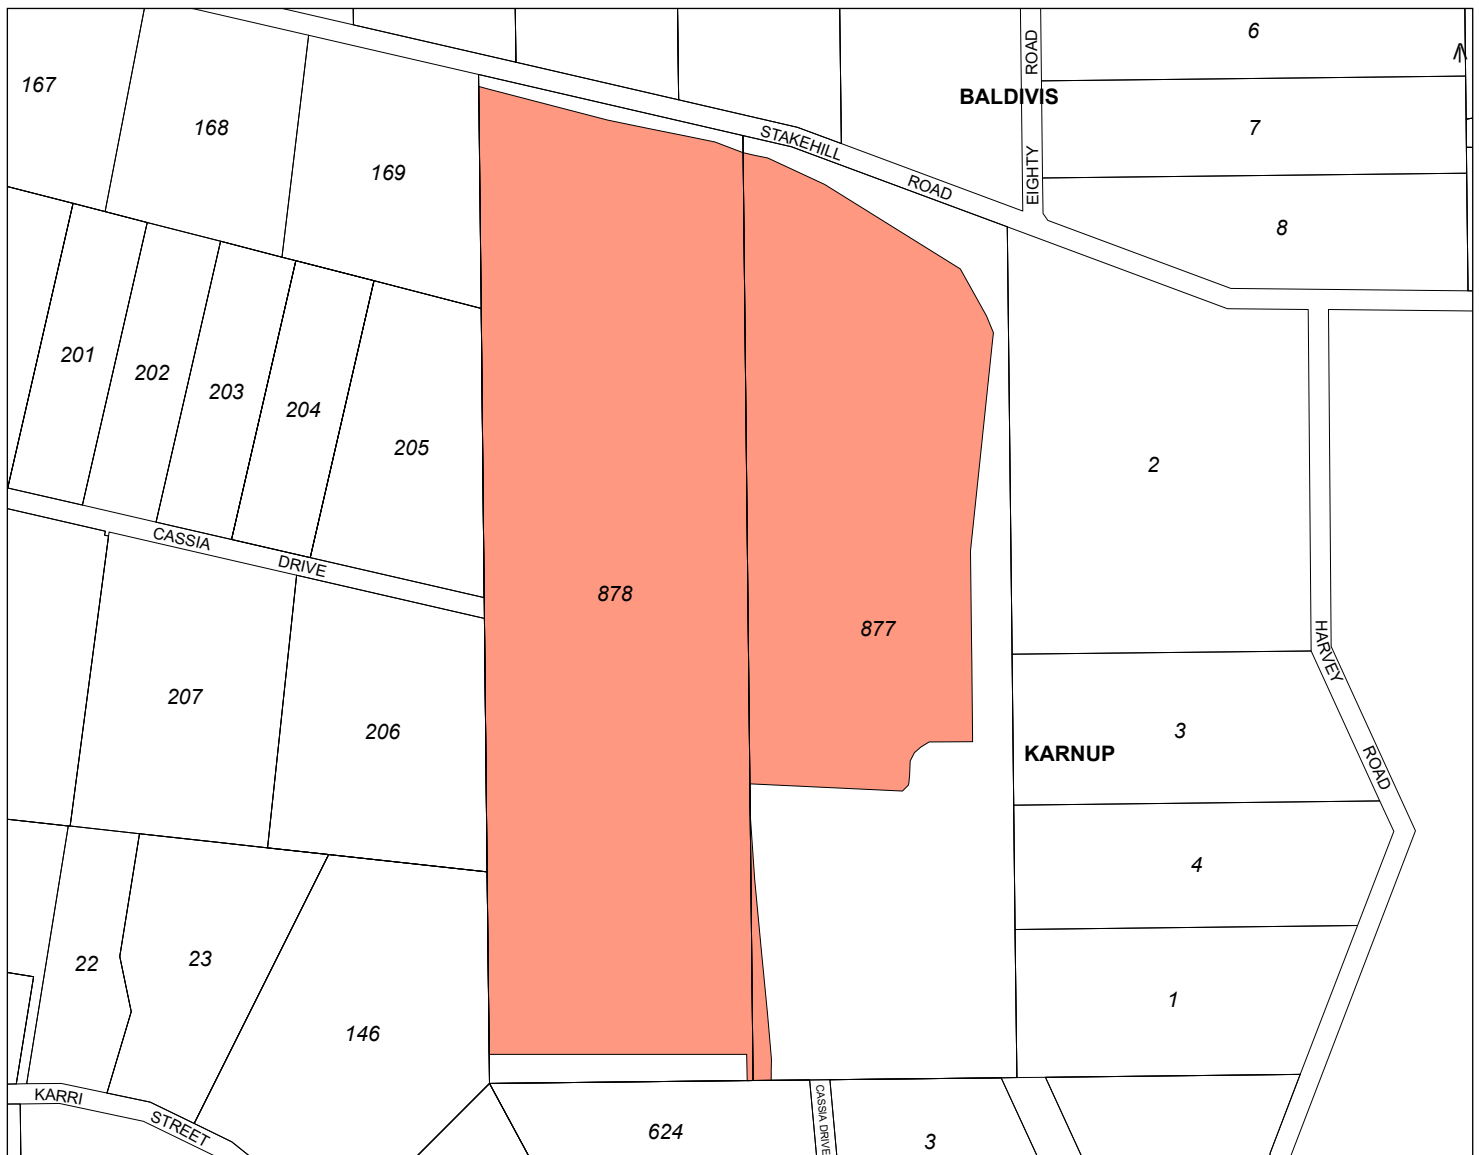 6
ROAD
167
BALDIVIS
7
168
STAKEHILL
169
EIGHTY
ROAD
8
201
202
203
204
205
2
CASSIA
DRIVE
878
877
HARVEY
207
206
3
KARNUP
ROAD
4
22
23
1
146
KARRI
STREET
CASSIA DRIVE
624
3